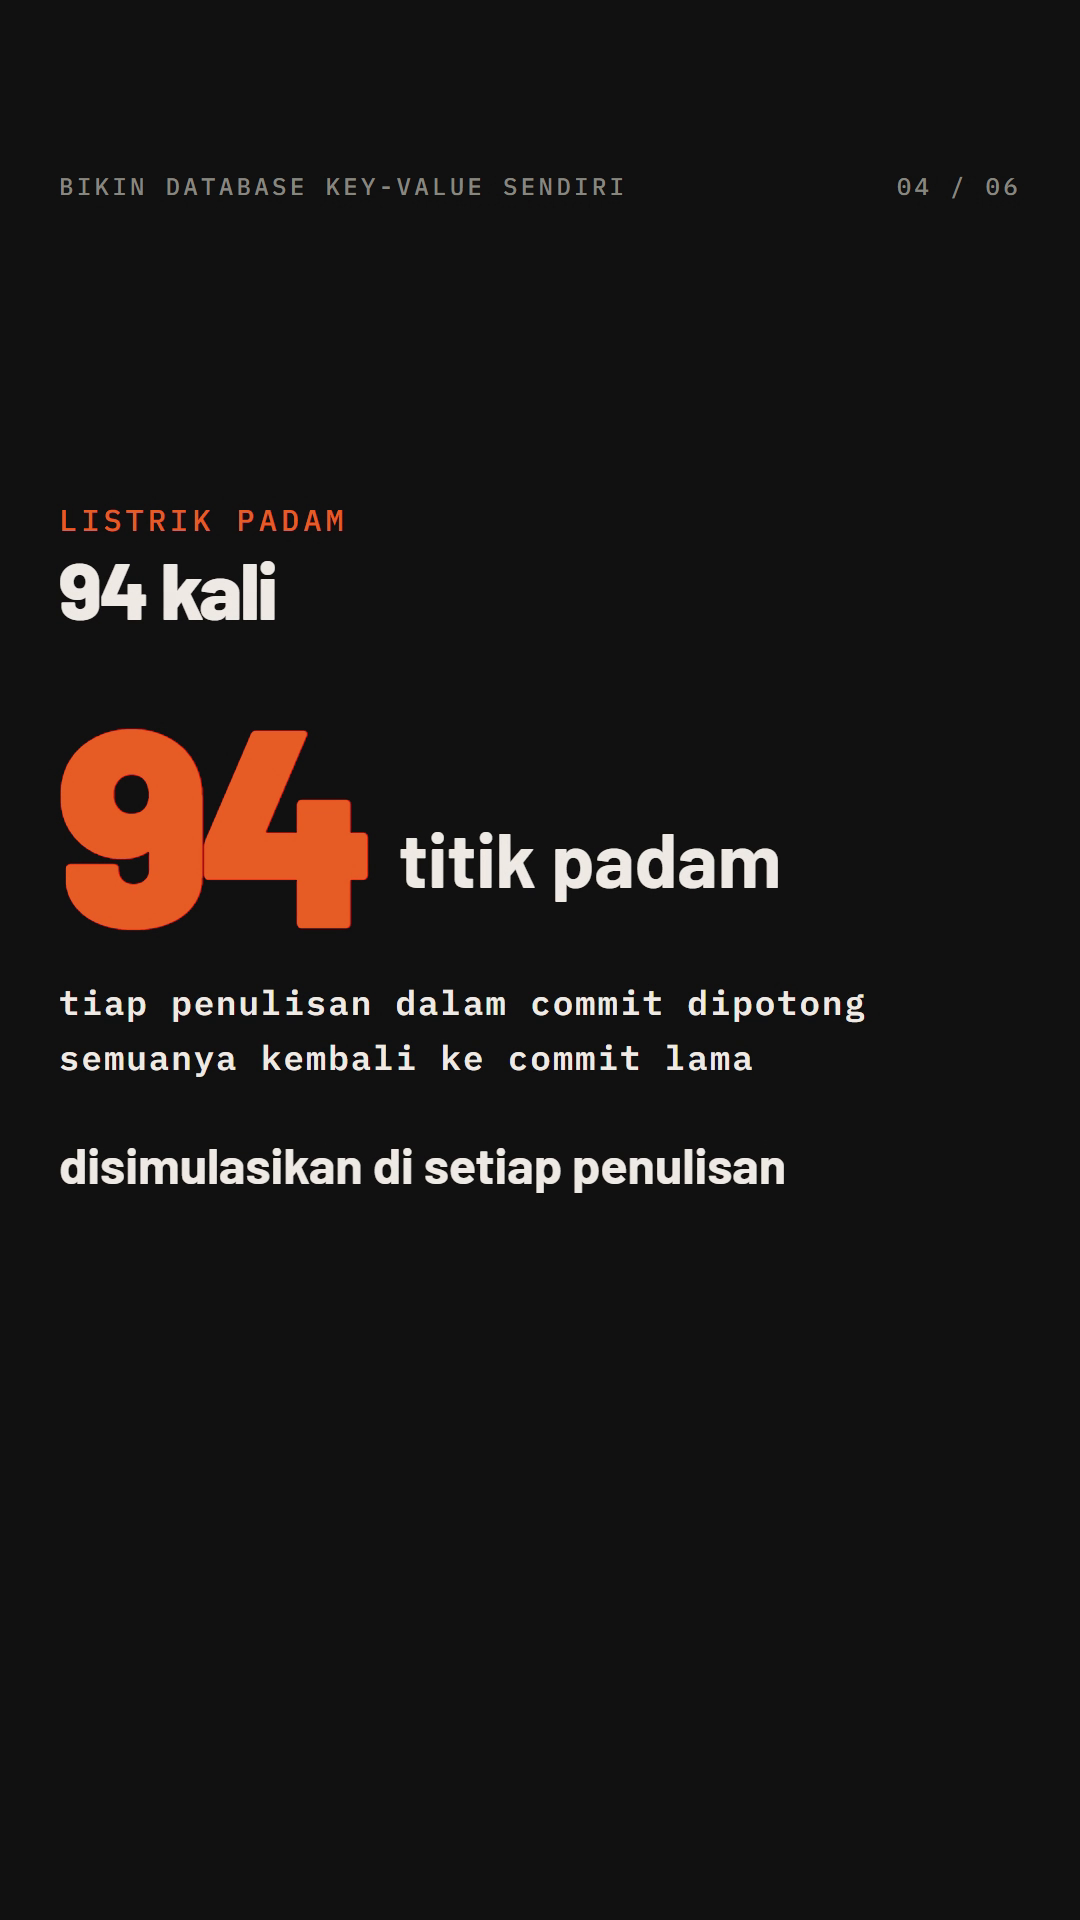 BIKIN DATABASE KEY-VALUE SENDIRI
04 / 06
LISTRIK PADAM
94 kali
94 titik padam
tiap penulisan dalam commit dipotong
semuanya kembali ke commit lama
disimulasikan di setiap penulisan